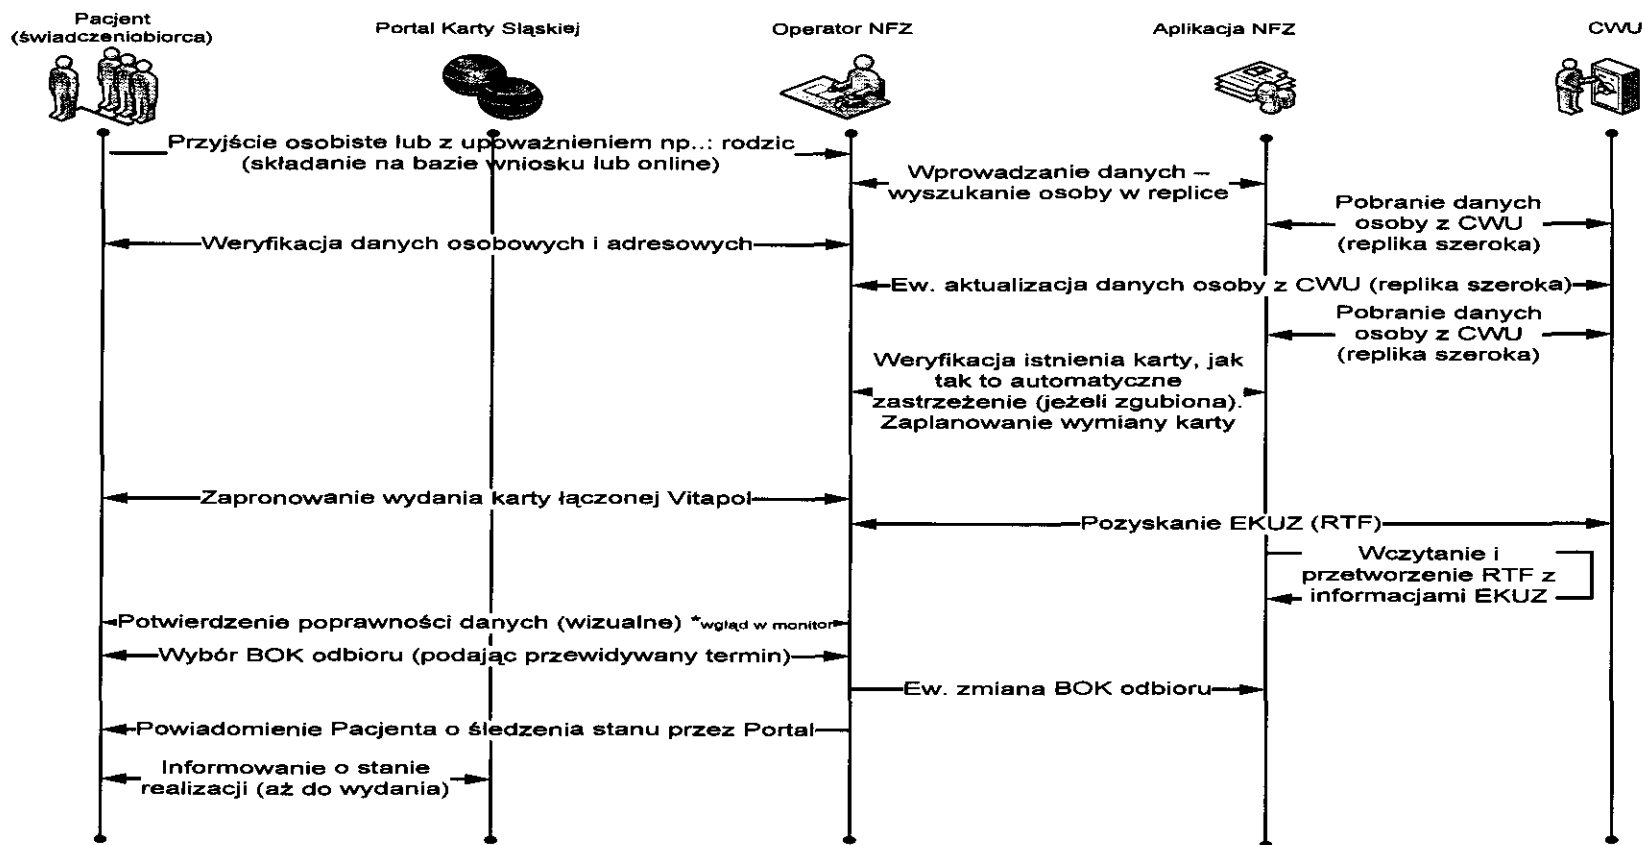 Pacjent
(świadczeniobiorca)
Portal Karty Śląskiej
Operator NFZ
Aplikacja NFZ
CWU
Przyjście osobiste lub z upoważnieniem np..: rodzic
(składanie na bazie wniosku lub online)
Wprowadzanie danych –
wyszukanie osoby w replice
Pobranie danych
osoby z CWU
(replika szeroka)
Weryfikacja danych osobowych i adresowych
Ew. aktualizacja danych osoby z CWU (replika szeroka)
Pobranie danych
osoby z CWU
(replika szeroka)
Weryfikacja istnienia karty, jak
tak to automatyczne
zastrzeżenie (jeżeli zgubiona).
Zaplanowanie wymiany karty
Zapronowanie wydania karty łączonej Vitapol
Pozyskanie EKUZ (RTF)
Wczytanie i
przetworzenie RTF z
informacjami EKUZ
Potwierdzenie poprawności danych (wizualne) *wgląd w monitor
Wybór BOK odbioru (podając przewidywany termin)
Ew. zmiana BOK odbioru
Powiadomienie Pacjenta o śledzenia stanu przez Portal
Informowanie o stanie
realizacji (aż do wydania)